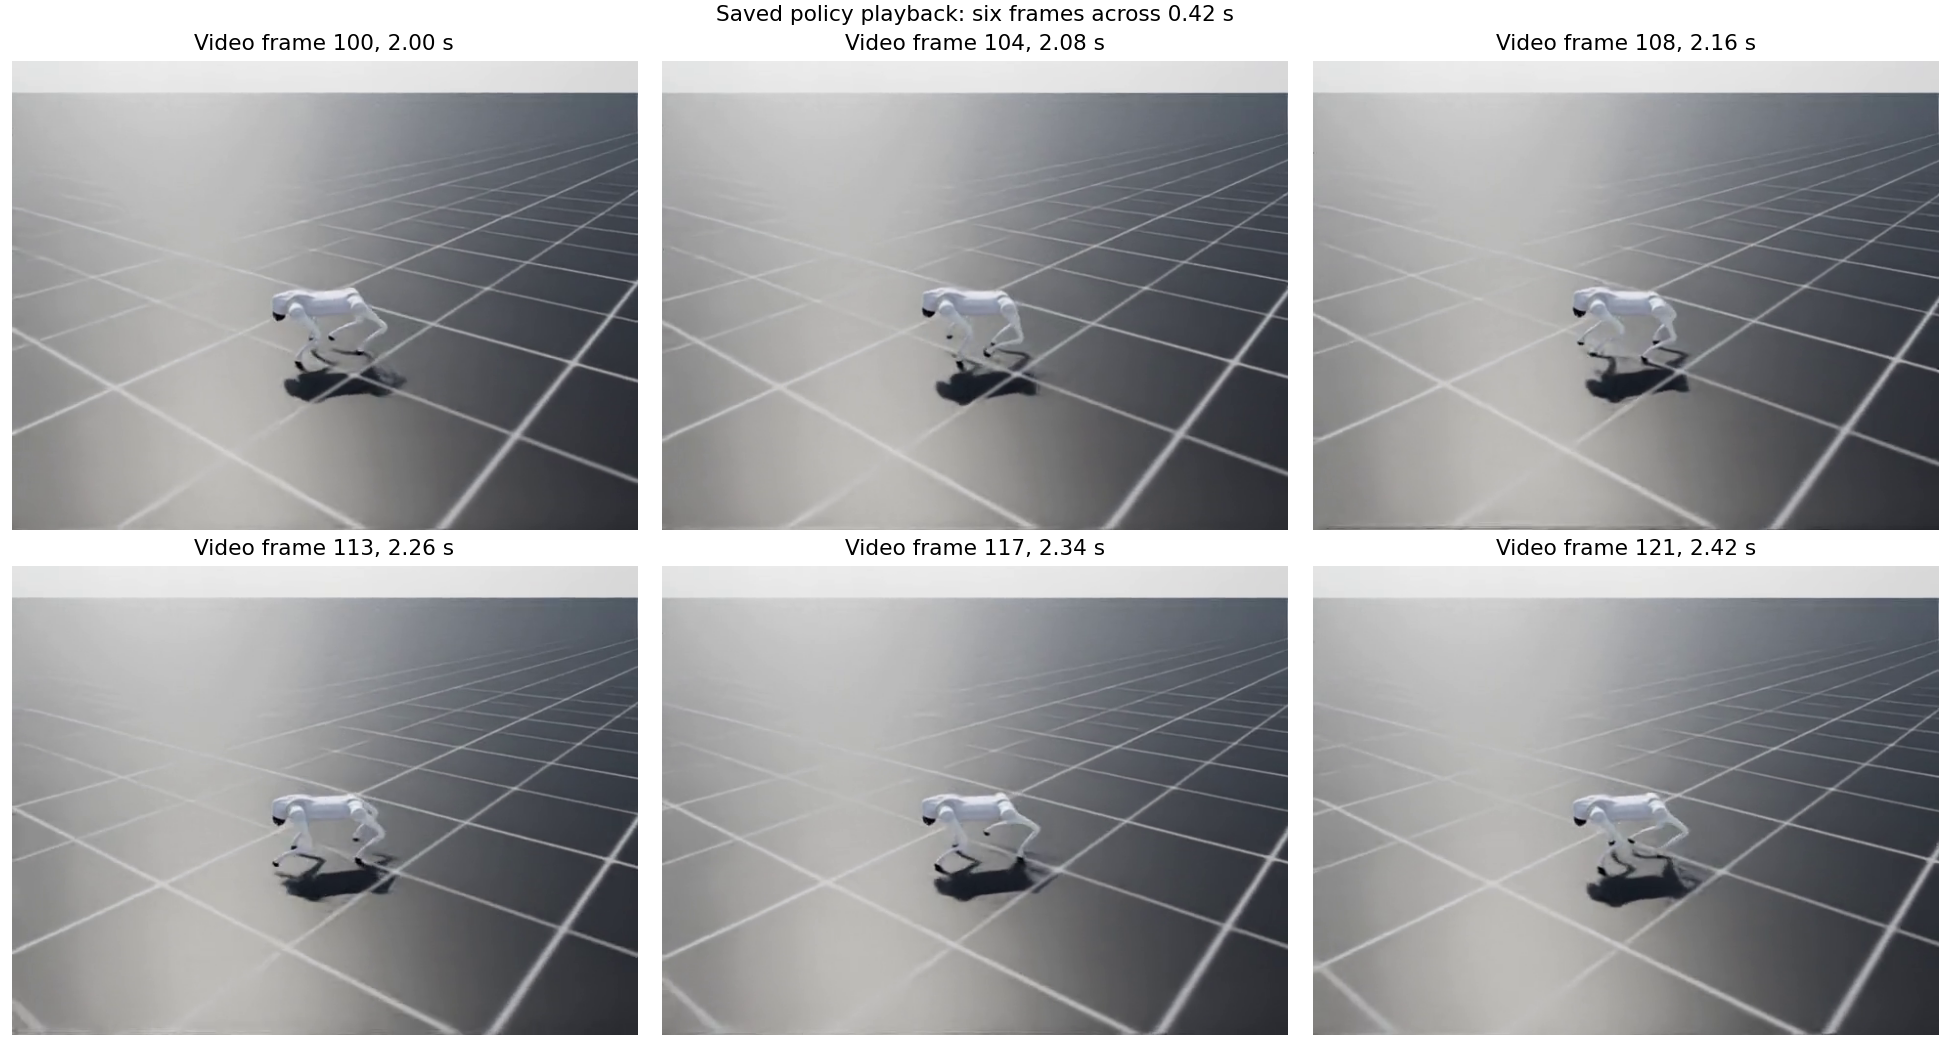 Saved policy playback: six frames across 0.42 s
Video frame 100, 2.00 s
Video frame 104, 2.08 s
Video frame 108, 2.16 s
Video frame 113, 2.26 s
Video frame 117, 2.34 s
Video frame 121, 2.42 s